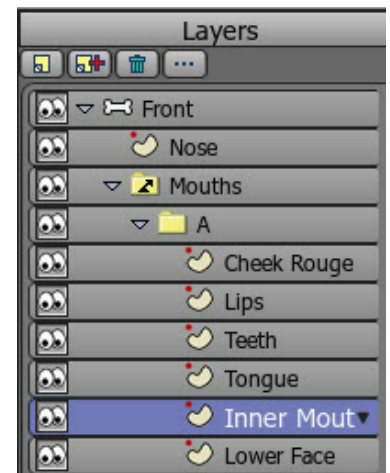 Layers
Front
Nose
Mouths
A
Cheek Rouge
Lips
Teeth
Tongue
Inner Mout
Lower Face